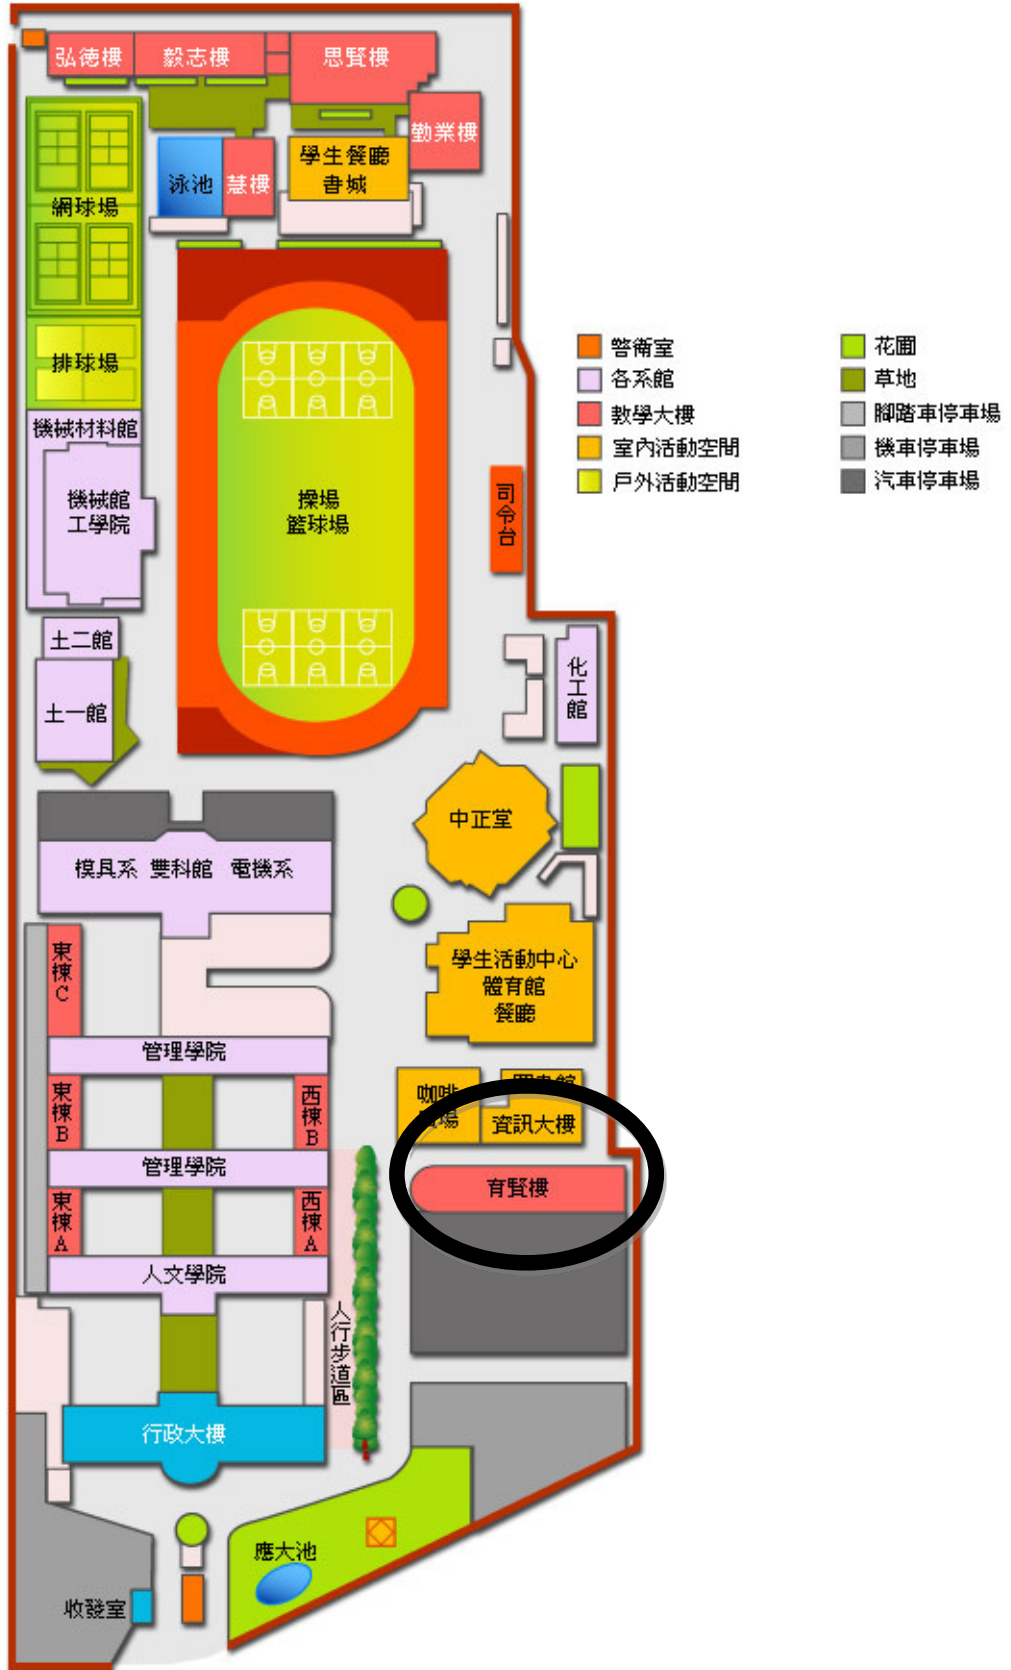 弘德樓
毅志樓
思賢樓
勤業樓
泳池
慧樓
學生餐廳
書城
網球場
排球場
機械材料館
機械館
工學院
操場
籃球場
司令台
警衛室
各系館
教學大樓
室內活動空間
戶外活動空間
花圃
草地
腳踏車停車場
機車停車場
汽車停車場
土二館
土一館
化工館
中正堂
模具系 雙科館 電機系
東棟C
學生活動中心
體育館
餐廳
管理學院
東棟B
西棟B
咖啡
場
圖書館
資訊大樓
管理學院
育賢樓
東棟A
西棟A
人文學院
人行步道區
行政大樓
應大池
收發室